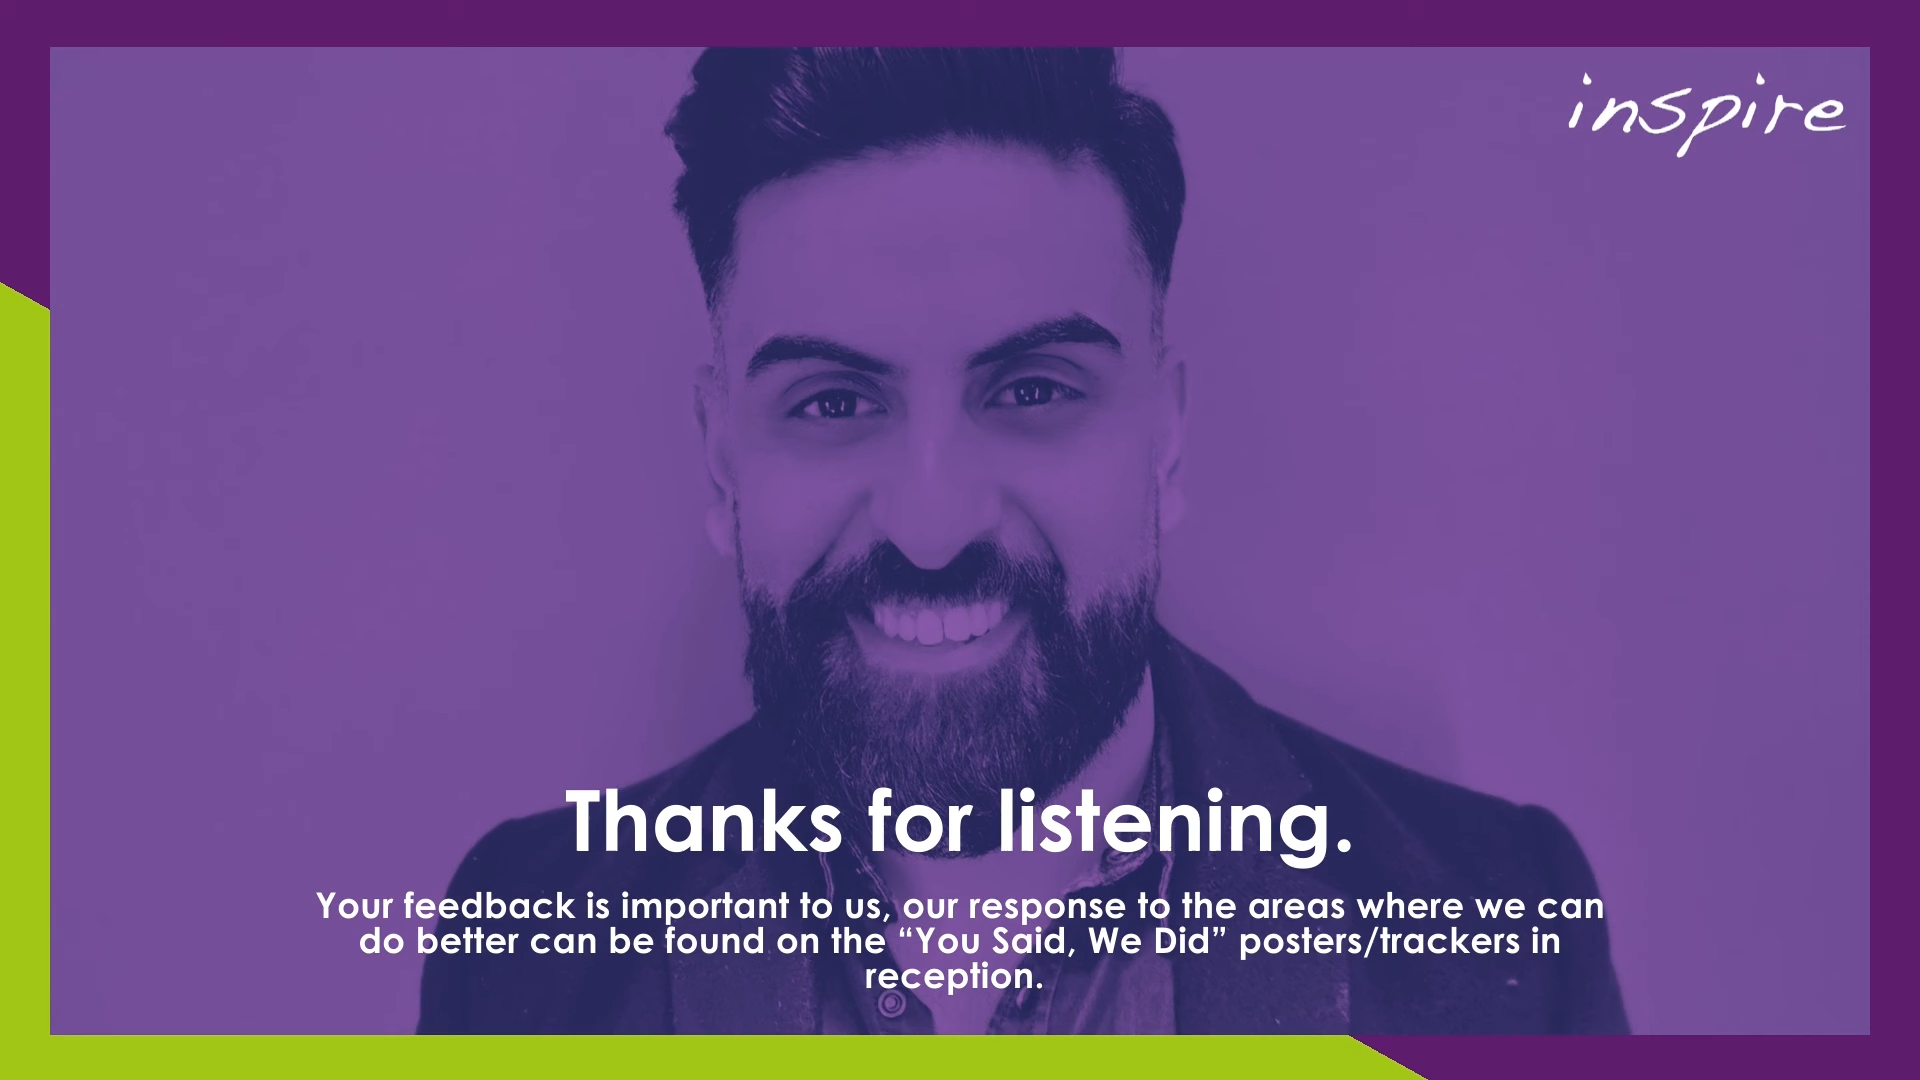 inspire
Thanks for listening.
Your feedback is important to us, our response to the areas where we can
do better can be found on the “You Said, We Did” posters/trackers in
reception.